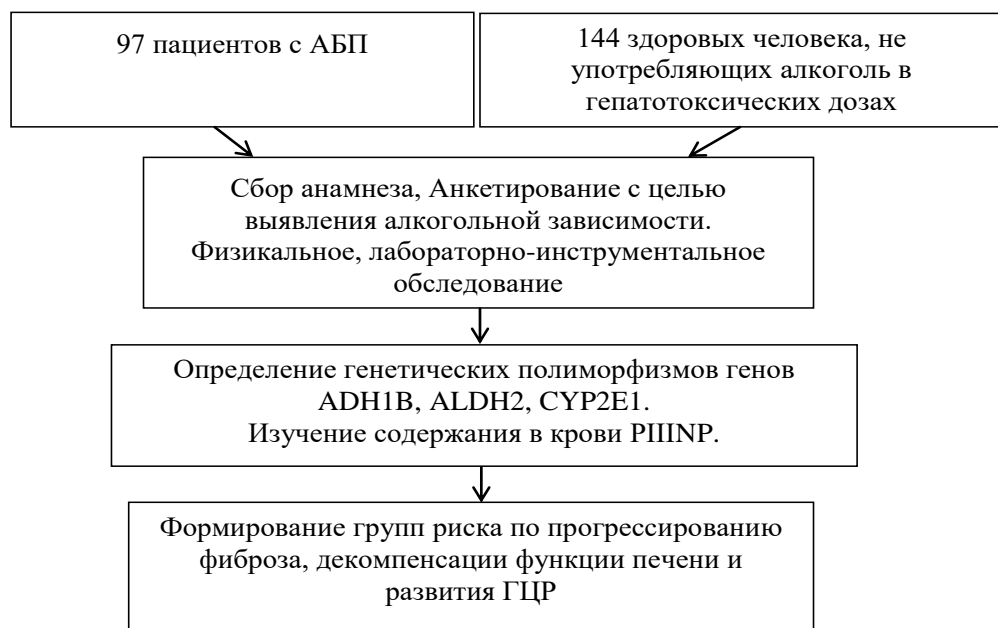 97 пациентов с АБП
144 здоровых человека, не
употребляющих алкоголь в
гепатотоксических дозах
Сбор анамнеза, Анкетирование с целью
выявления алкогольной зависимости.
Физикальное, лабораторно-инструментальное
обследование
Определение генетических полиморфизмов генов
ADH1B, ALDH2, CYP2E1.
Изучение содержания в крови PIIINP.
Формирование групп риска по прогрессированию
фиброза, декомпенсации функции печени и
развития ГЦР